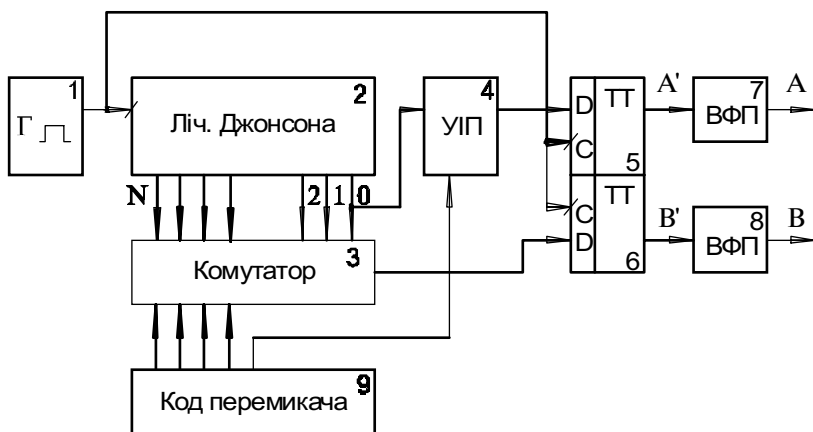 1
Г
2
Ліч. Джонсона
4
УІП
D
ТТ
C
5
A'
7
ВФП
A
N
2
1
0
C
ТТ
D
6
B'
8
ВФП
B
3
Комутатор
9
Код перемикача